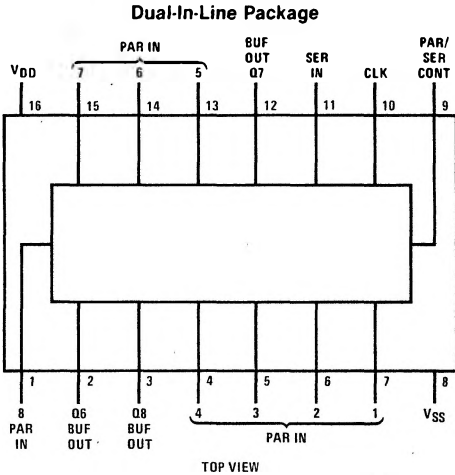 Dual-In-Line Package
PAR IN
BUF
OUT
Q7
SER
IN
PAR/
SER
CONT
VDD
7
6
5
CLK
16
15
14
13
12
11
10
9
1
2
3
4
5
6
7
8
8
PAR
IN
Q6
BUF
OUT
Q8
BUF
OUT
4
3
2
1
PAR IN
VSS
TOP VIEW